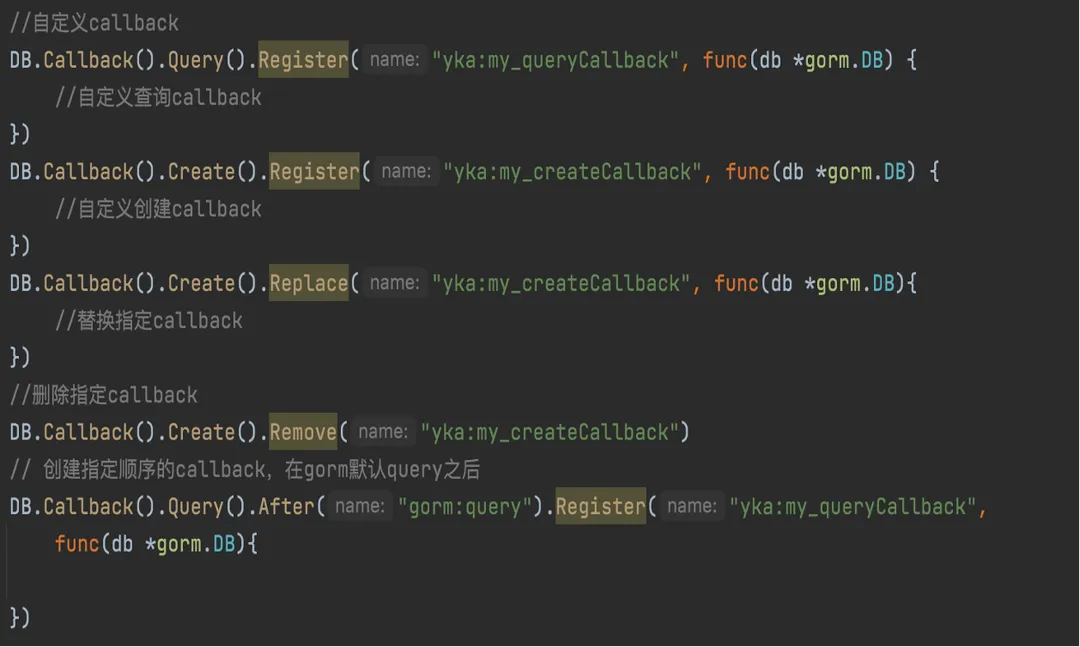 //自定义callback
DB.Callback().Query().Register( name: "yka:my_queryCallback", func(db *gorm.DB) {
//自定义查询callback
})
DB.Callback().Create().Register( name: "yka:my_createCallback", func(db *gorm.DB) {
//自定义创建callback
})
DB.Callback().Create().Replace( name: "yka:my_createCallback", func(db *gorm.DB){
//替换指定callback
})
//删除指定callback
DB.Callback().Create().Remove( name: "yka:my_createCallback")
// 创建指定顺序的callback，在gorm默认query之后
DB.Callback().Query().After( name: "gorm:query").Register( name: "yka:my_queryCallback",
func(db *gorm.DB){
})